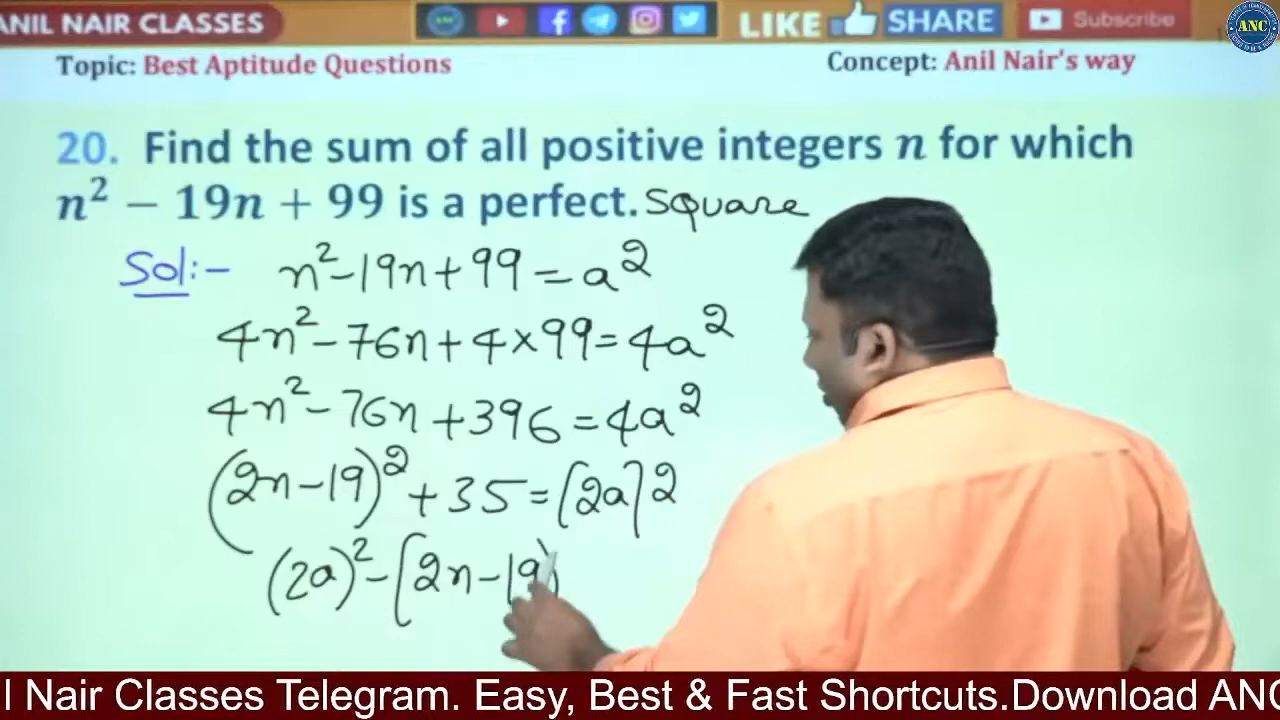 ANIL NAIR CLASSES
LIKE SHARE Subscribe
ANC
Topic: Best Aptitude Questions
Concept: Anil Nair's way
20. Find the sum of all positive integers n for which
n² − 19n + 99 is a perfect. Square
Sol:- n²-19n+99=a²
4n²-76n+4×99=4a²
4n²-76n+396=4a²
(2n-19)²+35=(2a)²
(2a)²-(2n-19)
l Nair Classes Telegram. Easy, Best & Fast Shortcuts.Download ANC